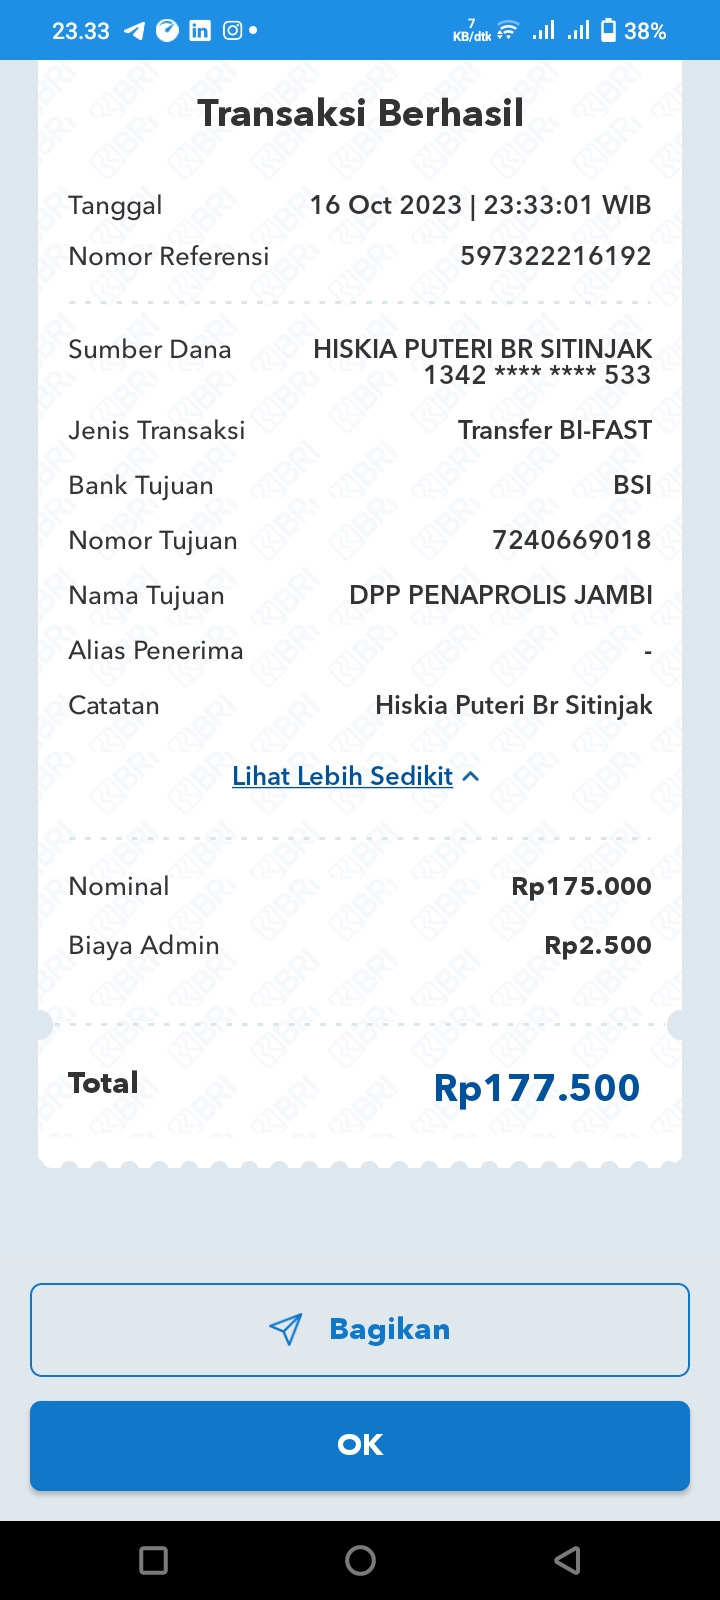 23.33
7
KB/dtk
38%
Transaksi Berhasil
Tanggal 16 Oct 2023 | 23:33:01 WIB
Nomor Referensi 597322216192
Sumber Dana HISKIA PUTERI BR SITINJAK
1342 **** **** 533
Jenis Transaksi Transfer BI-FAST
Bank Tujuan BSI
Nomor Tujuan 7240669018
Nama Tujuan DPP PENAPROLIS JAMBI
Alias Penerima -
Catatan Hiskia Puteri Br Sitinjak
Lihat Lebih Sedikit
Nominal Rp175.000
Biaya Admin Rp2.500
Total Rp177.500
Bagikan
OK